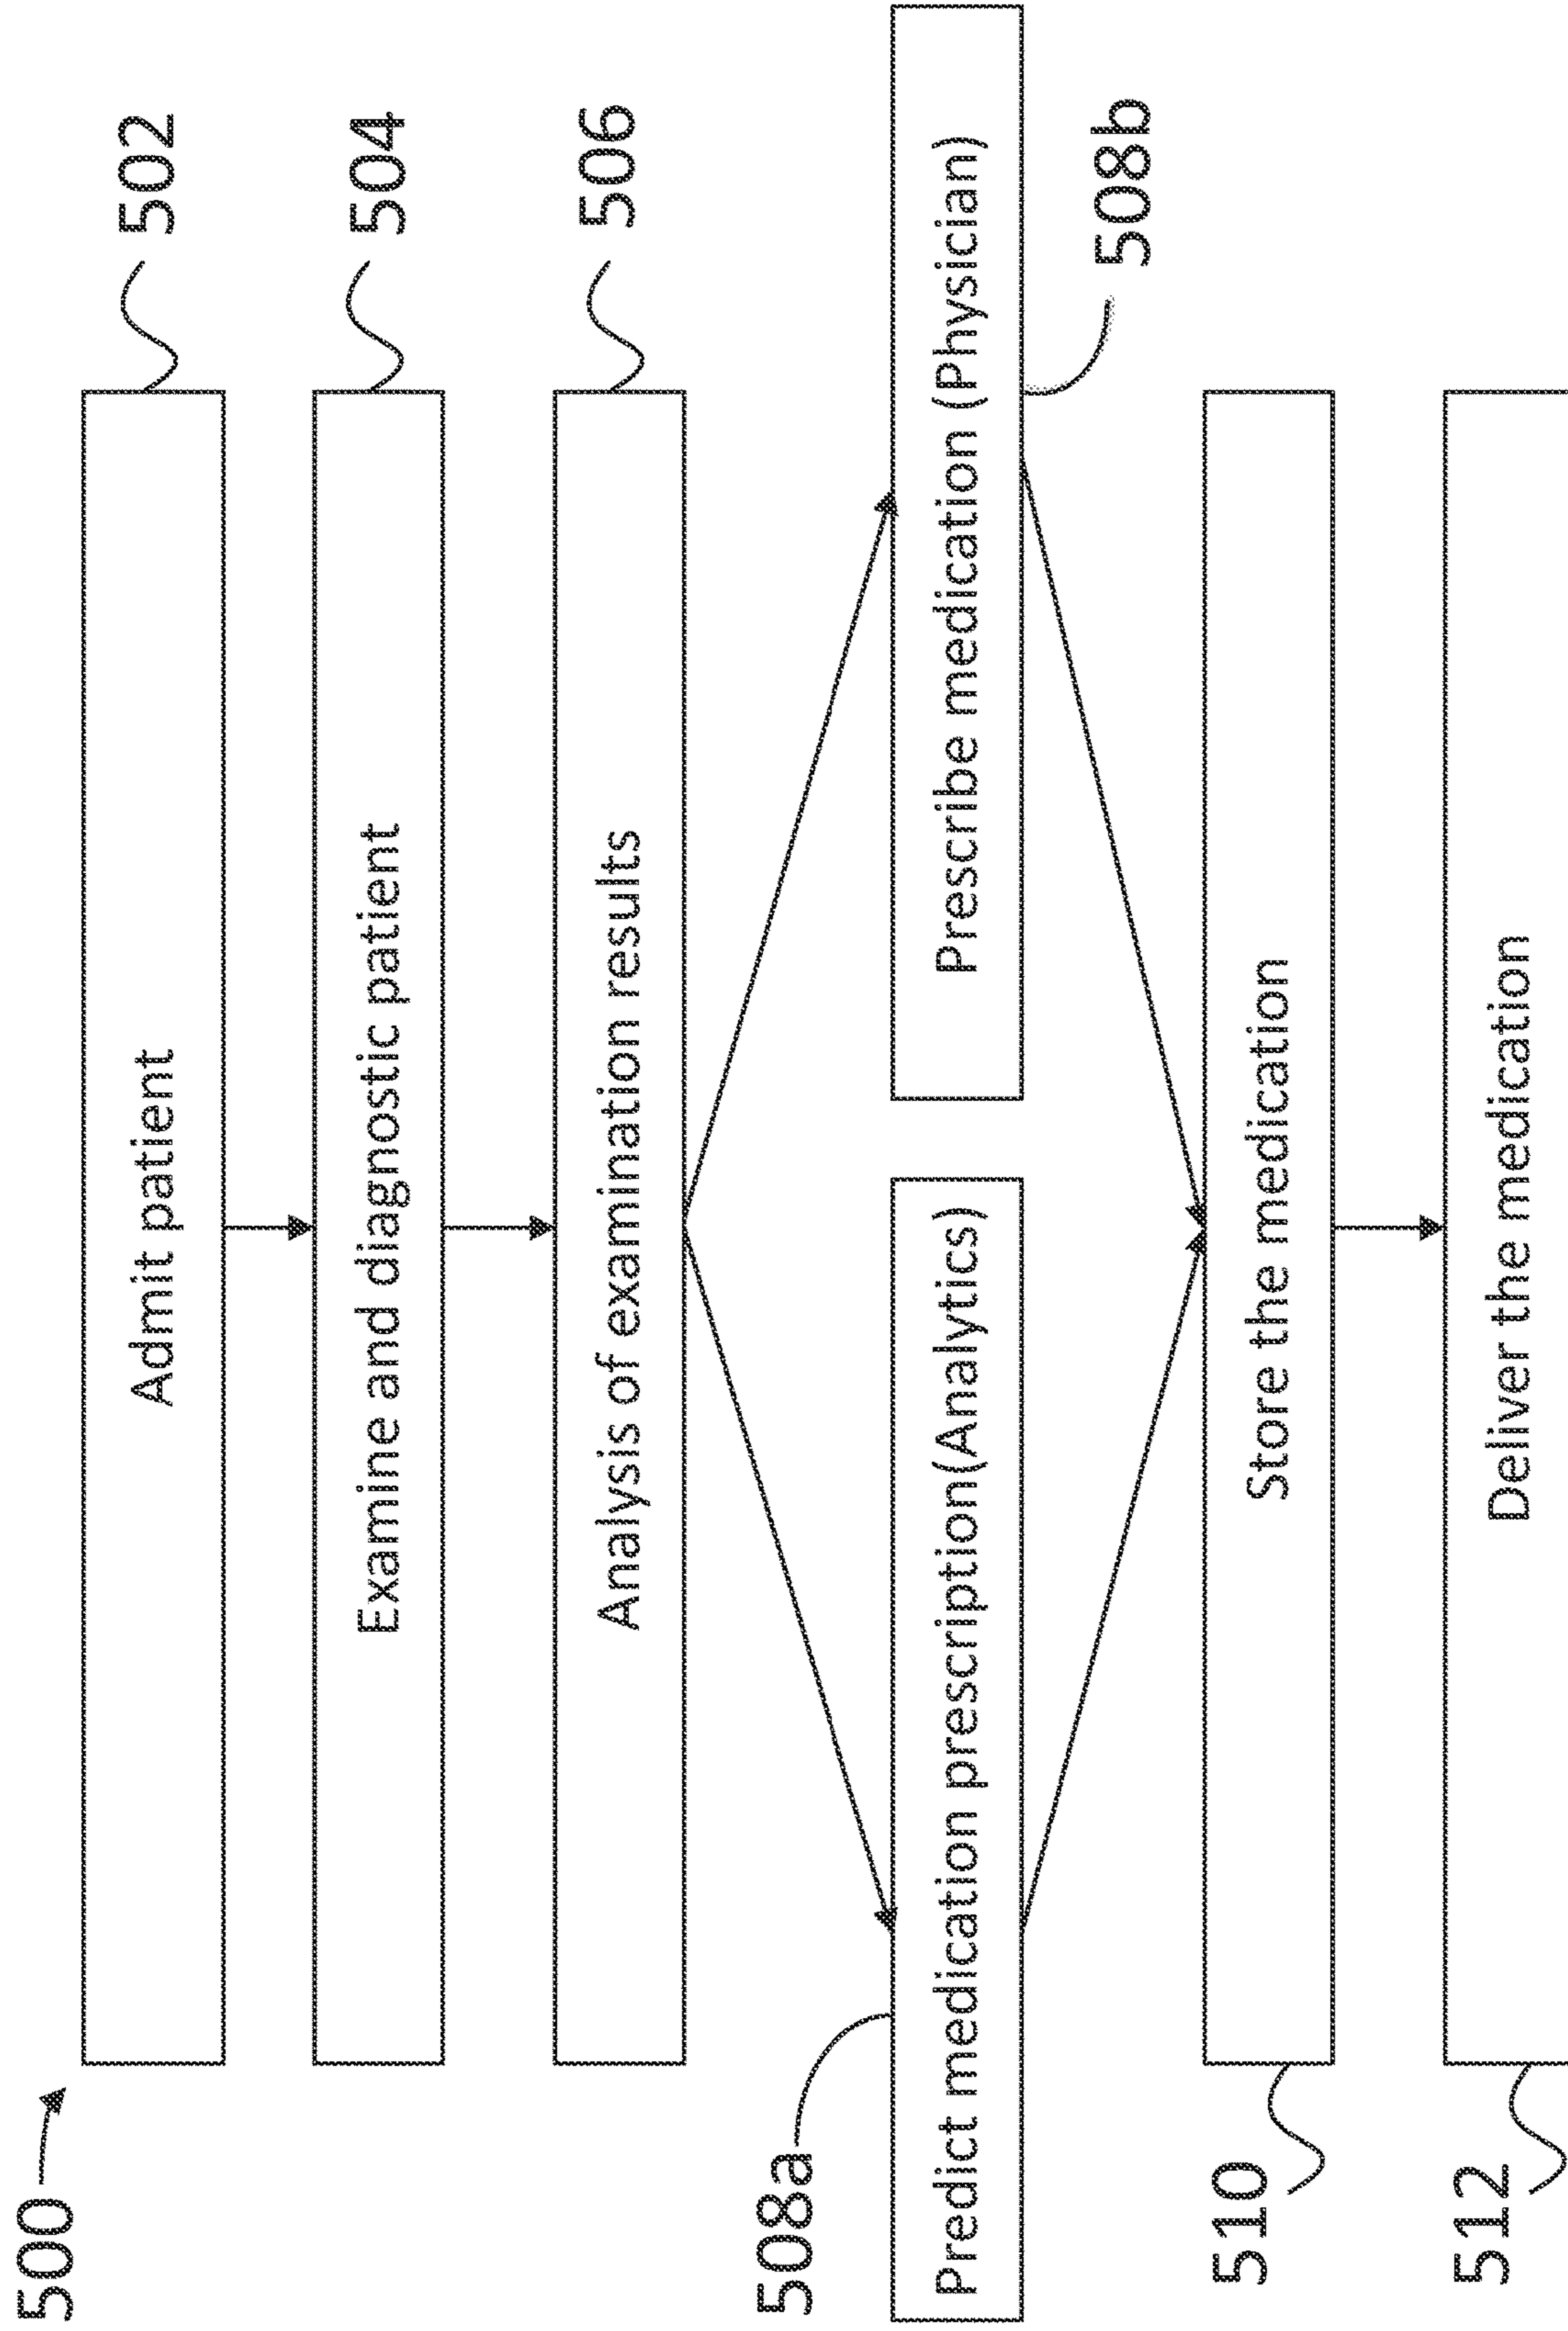 500
Admit patient
502
Examine and diagnostic patient
504
Analysis of examination results
506
508a
Predict medication prescription(Analytics)
Prescribe medication (Physician)
508b
510
Store the medication
512
Deliver the medication